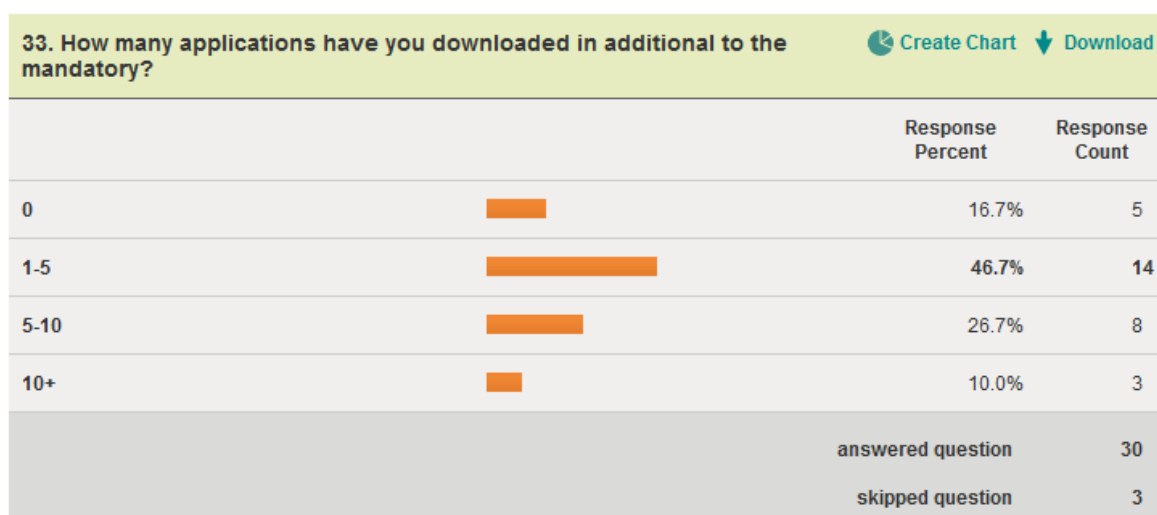 33. How many applications have you downloaded in additional to the mandatory?
Create Chart Download
Response Percent Response Count
0 16.7% 5
1-5 46.7% 14
5-10 26.7% 8
10+ 10.0% 3
answered question 30
skipped question 3